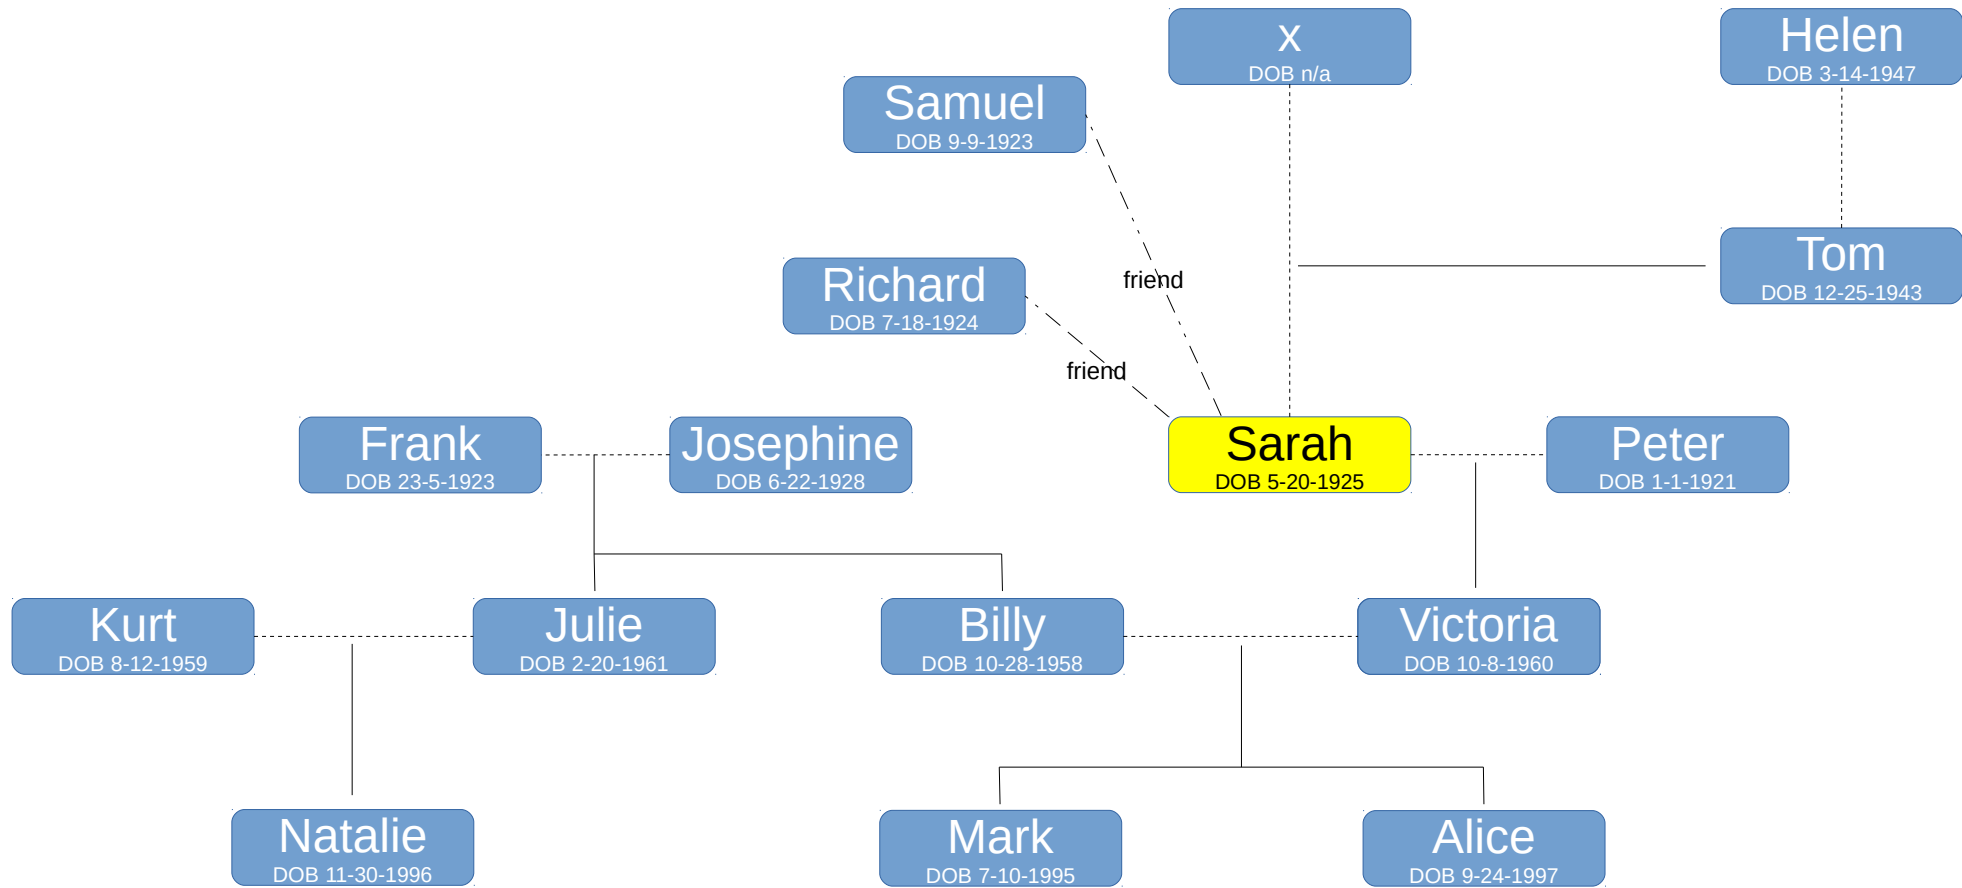 x
DOB n/a
Helen
DOB 3-14-1947
Samuel
DOB 9-9-1923
Tom
DOB 12-25-1943
Richard
DOB 7-18-1924
friend
friend
Frank
DOB 23-5-1923
Josephine
DOB 6-22-1928
Sarah
DOB 5-20-1925
Peter
DOB 1-1-1921
Kurt
DOB 8-12-1959
Julie
DOB 2-20-1961
Billy
DOB 10-28-1958
Victoria
DOB 10-8-1960
Natalie
DOB 11-30-1996
Mark
DOB 7-10-1995
Alice
DOB 9-24-1997